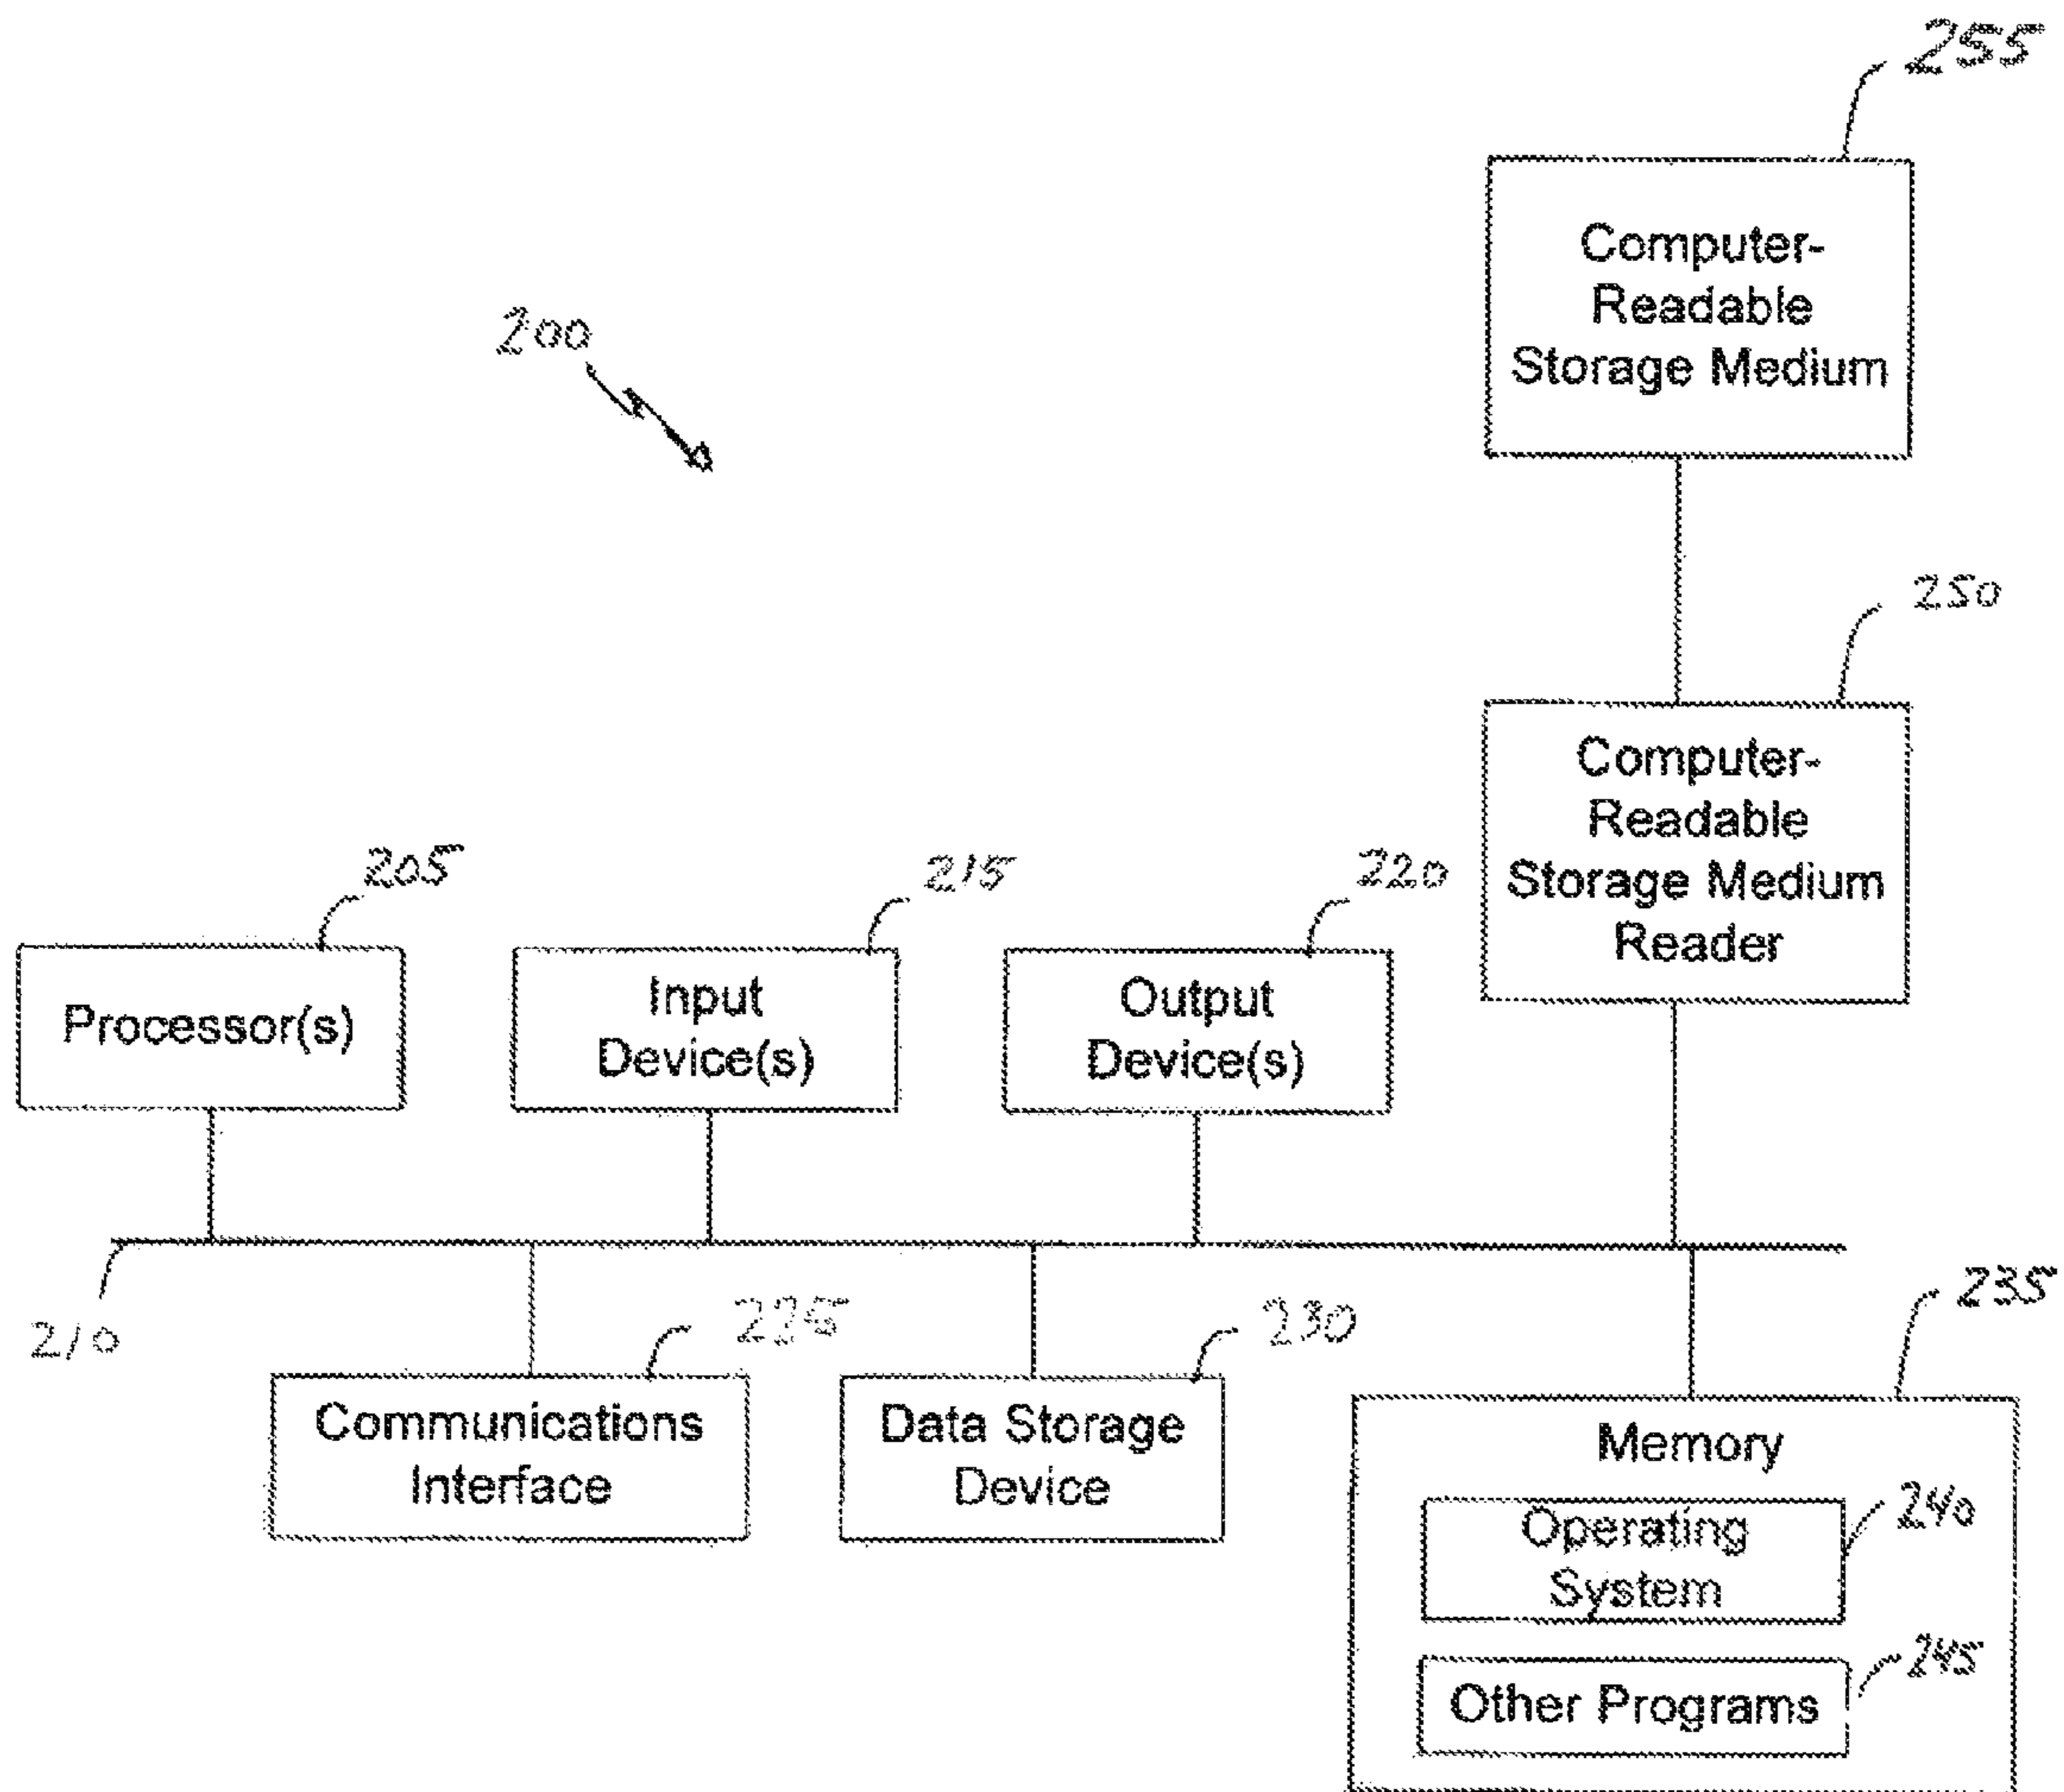 255
Computer-
Readable
Storage Medium
200
250
Computer-
Readable
Storage Medium
Reader
205
215
220
Processor(s)
Input
Device(s)
Output
Device(s)
210
225
230
235
Communications
Interface
Data Storage
Device
Memory
240
Operating
System
245
Other Programs